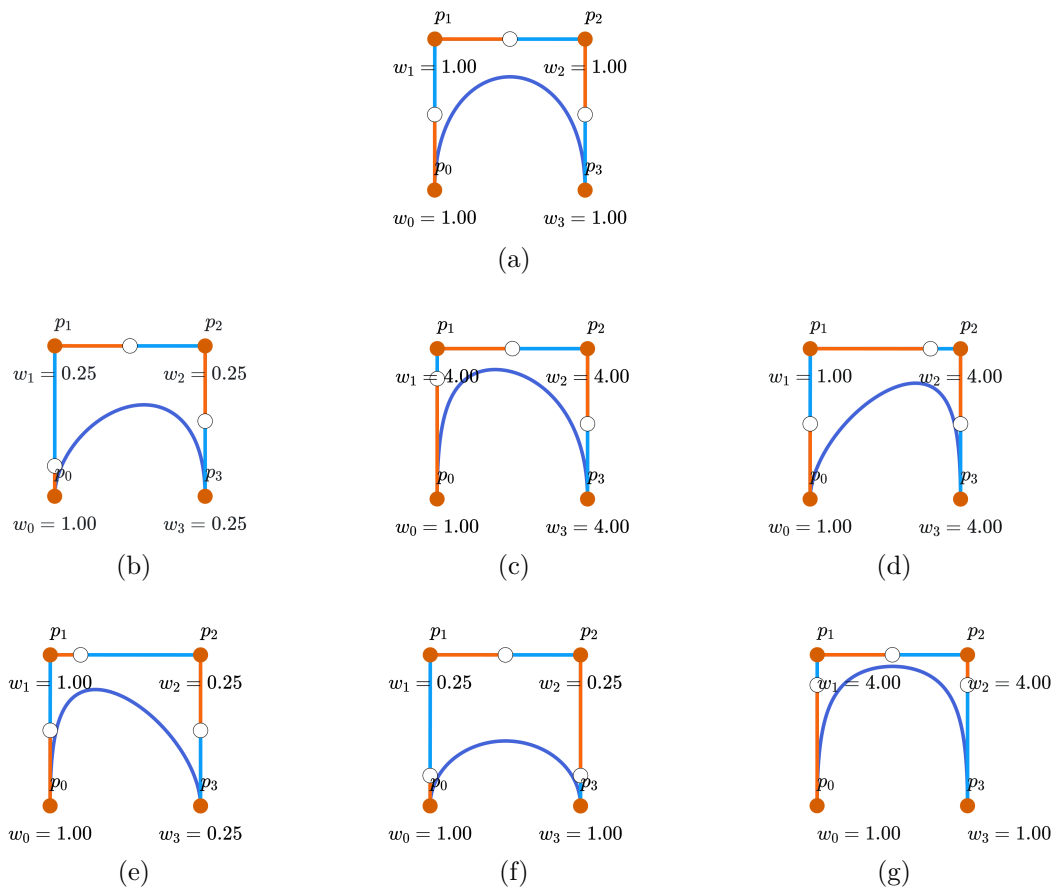 p1 p2
w1 = 1.00 w2 = 1.00
p0 p3
w0 = 1.00 w3 = 1.00
(a)
p1 p2
w1 = 0.25 w2 = 0.25
p0 p3
w0 = 1.00 w3 = 0.25
(b)
p1 p2
w1 = 4.00 w2 = 4.00
p0 p3
w0 = 1.00 w3 = 4.00
(c)
p1 p2
w1 = 1.00 w2 = 4.00
p0 p3
w0 = 1.00 w3 = 4.00
(d)
p1 p2
w1 = 1.00 w2 = 0.25
p0 p3
w0 = 1.00 w3 = 0.25
(e)
p1 p2
w1 = 0.25 w2 = 0.25
p0 p3
w0 = 1.00 w3 = 1.00
(f)
p1 p2
w1 = 4.00 w2 = 4.00
p0 p3
w0 = 1.00 w3 = 1.00
(g)